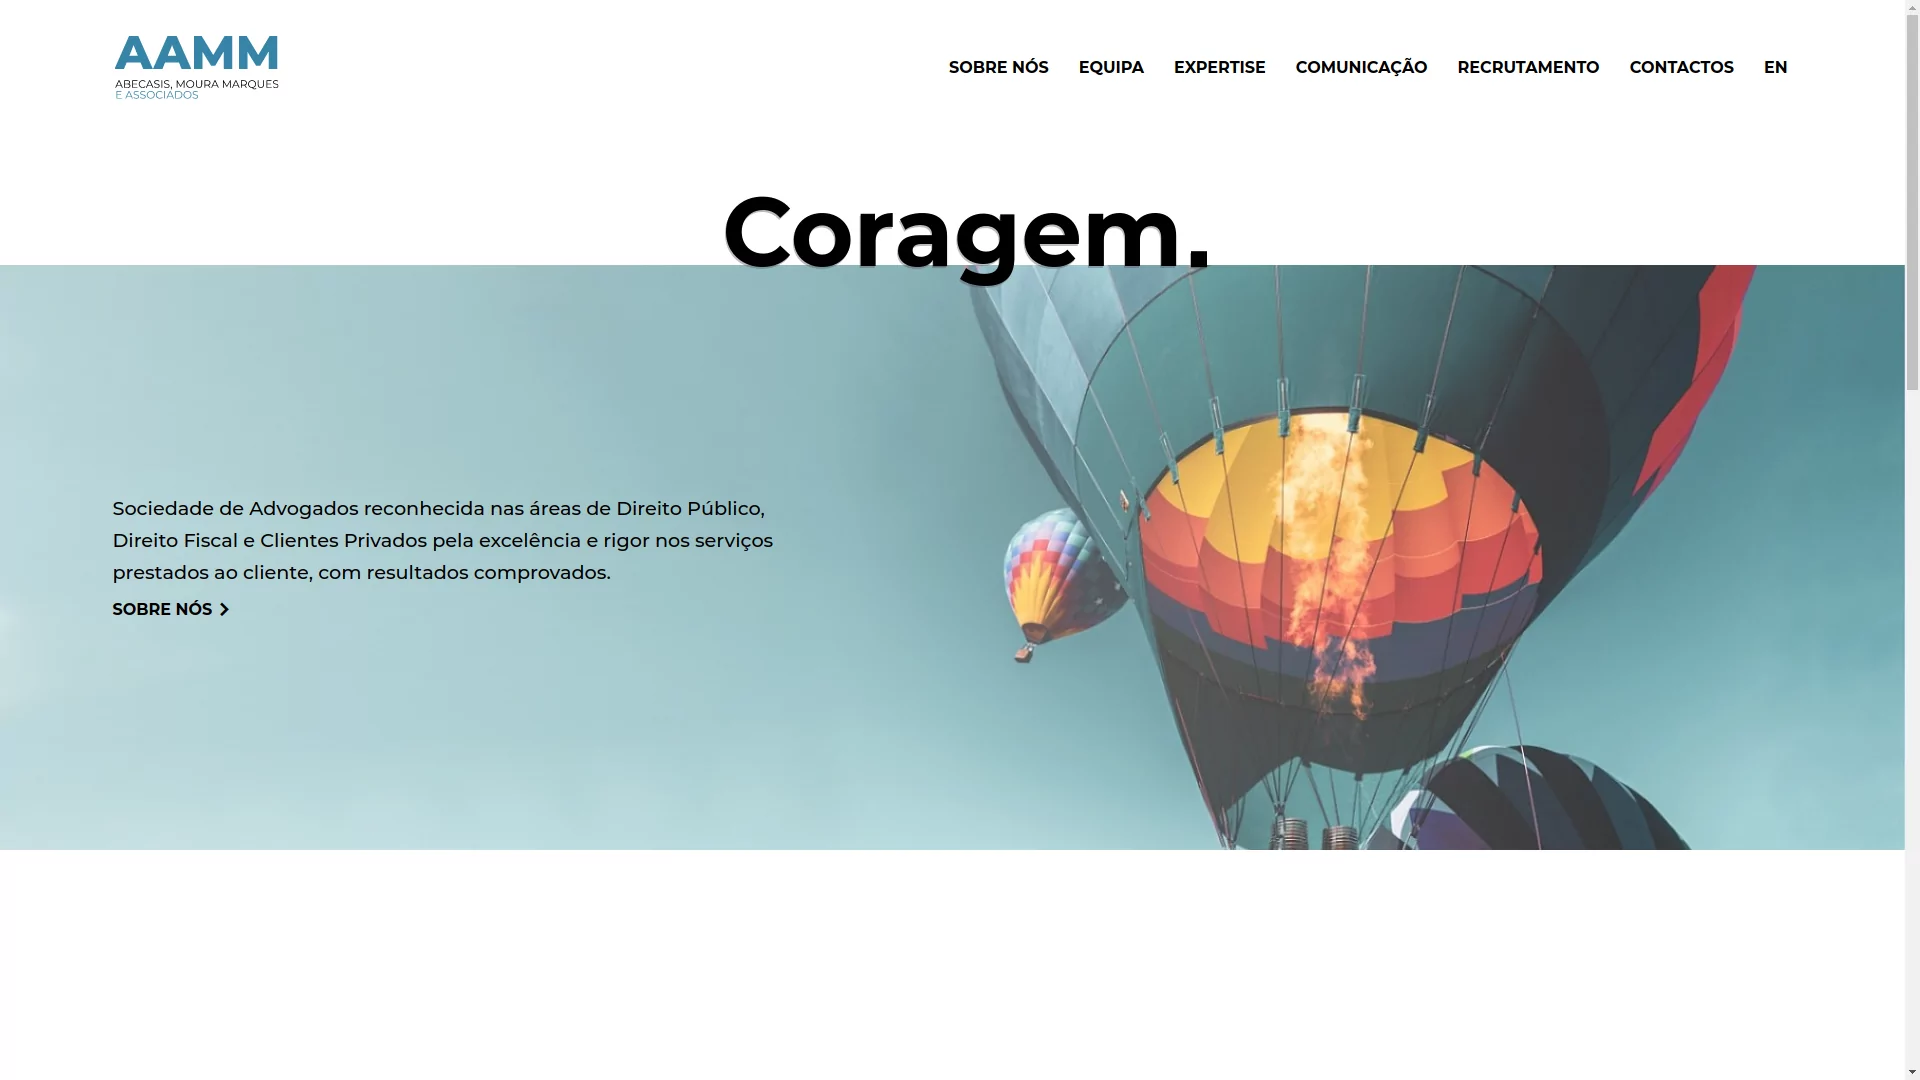 AAMM
ABECASIS, MOURA MARQUES
E ASSOCIADOS
SOBRE NÓS
EQUIPA
EXPERTISE
COMUNICAÇÃO
RECRUTAMENTO
CONTACTOS
EN
Coragem.
Sociedade de Advogados reconhecida nas áreas de Direito Público,
Direito Fiscal e Clientes Privados pela excelência e rigor nos serviços
prestados ao cliente, com resultados comprovados.
SOBRE NÓS